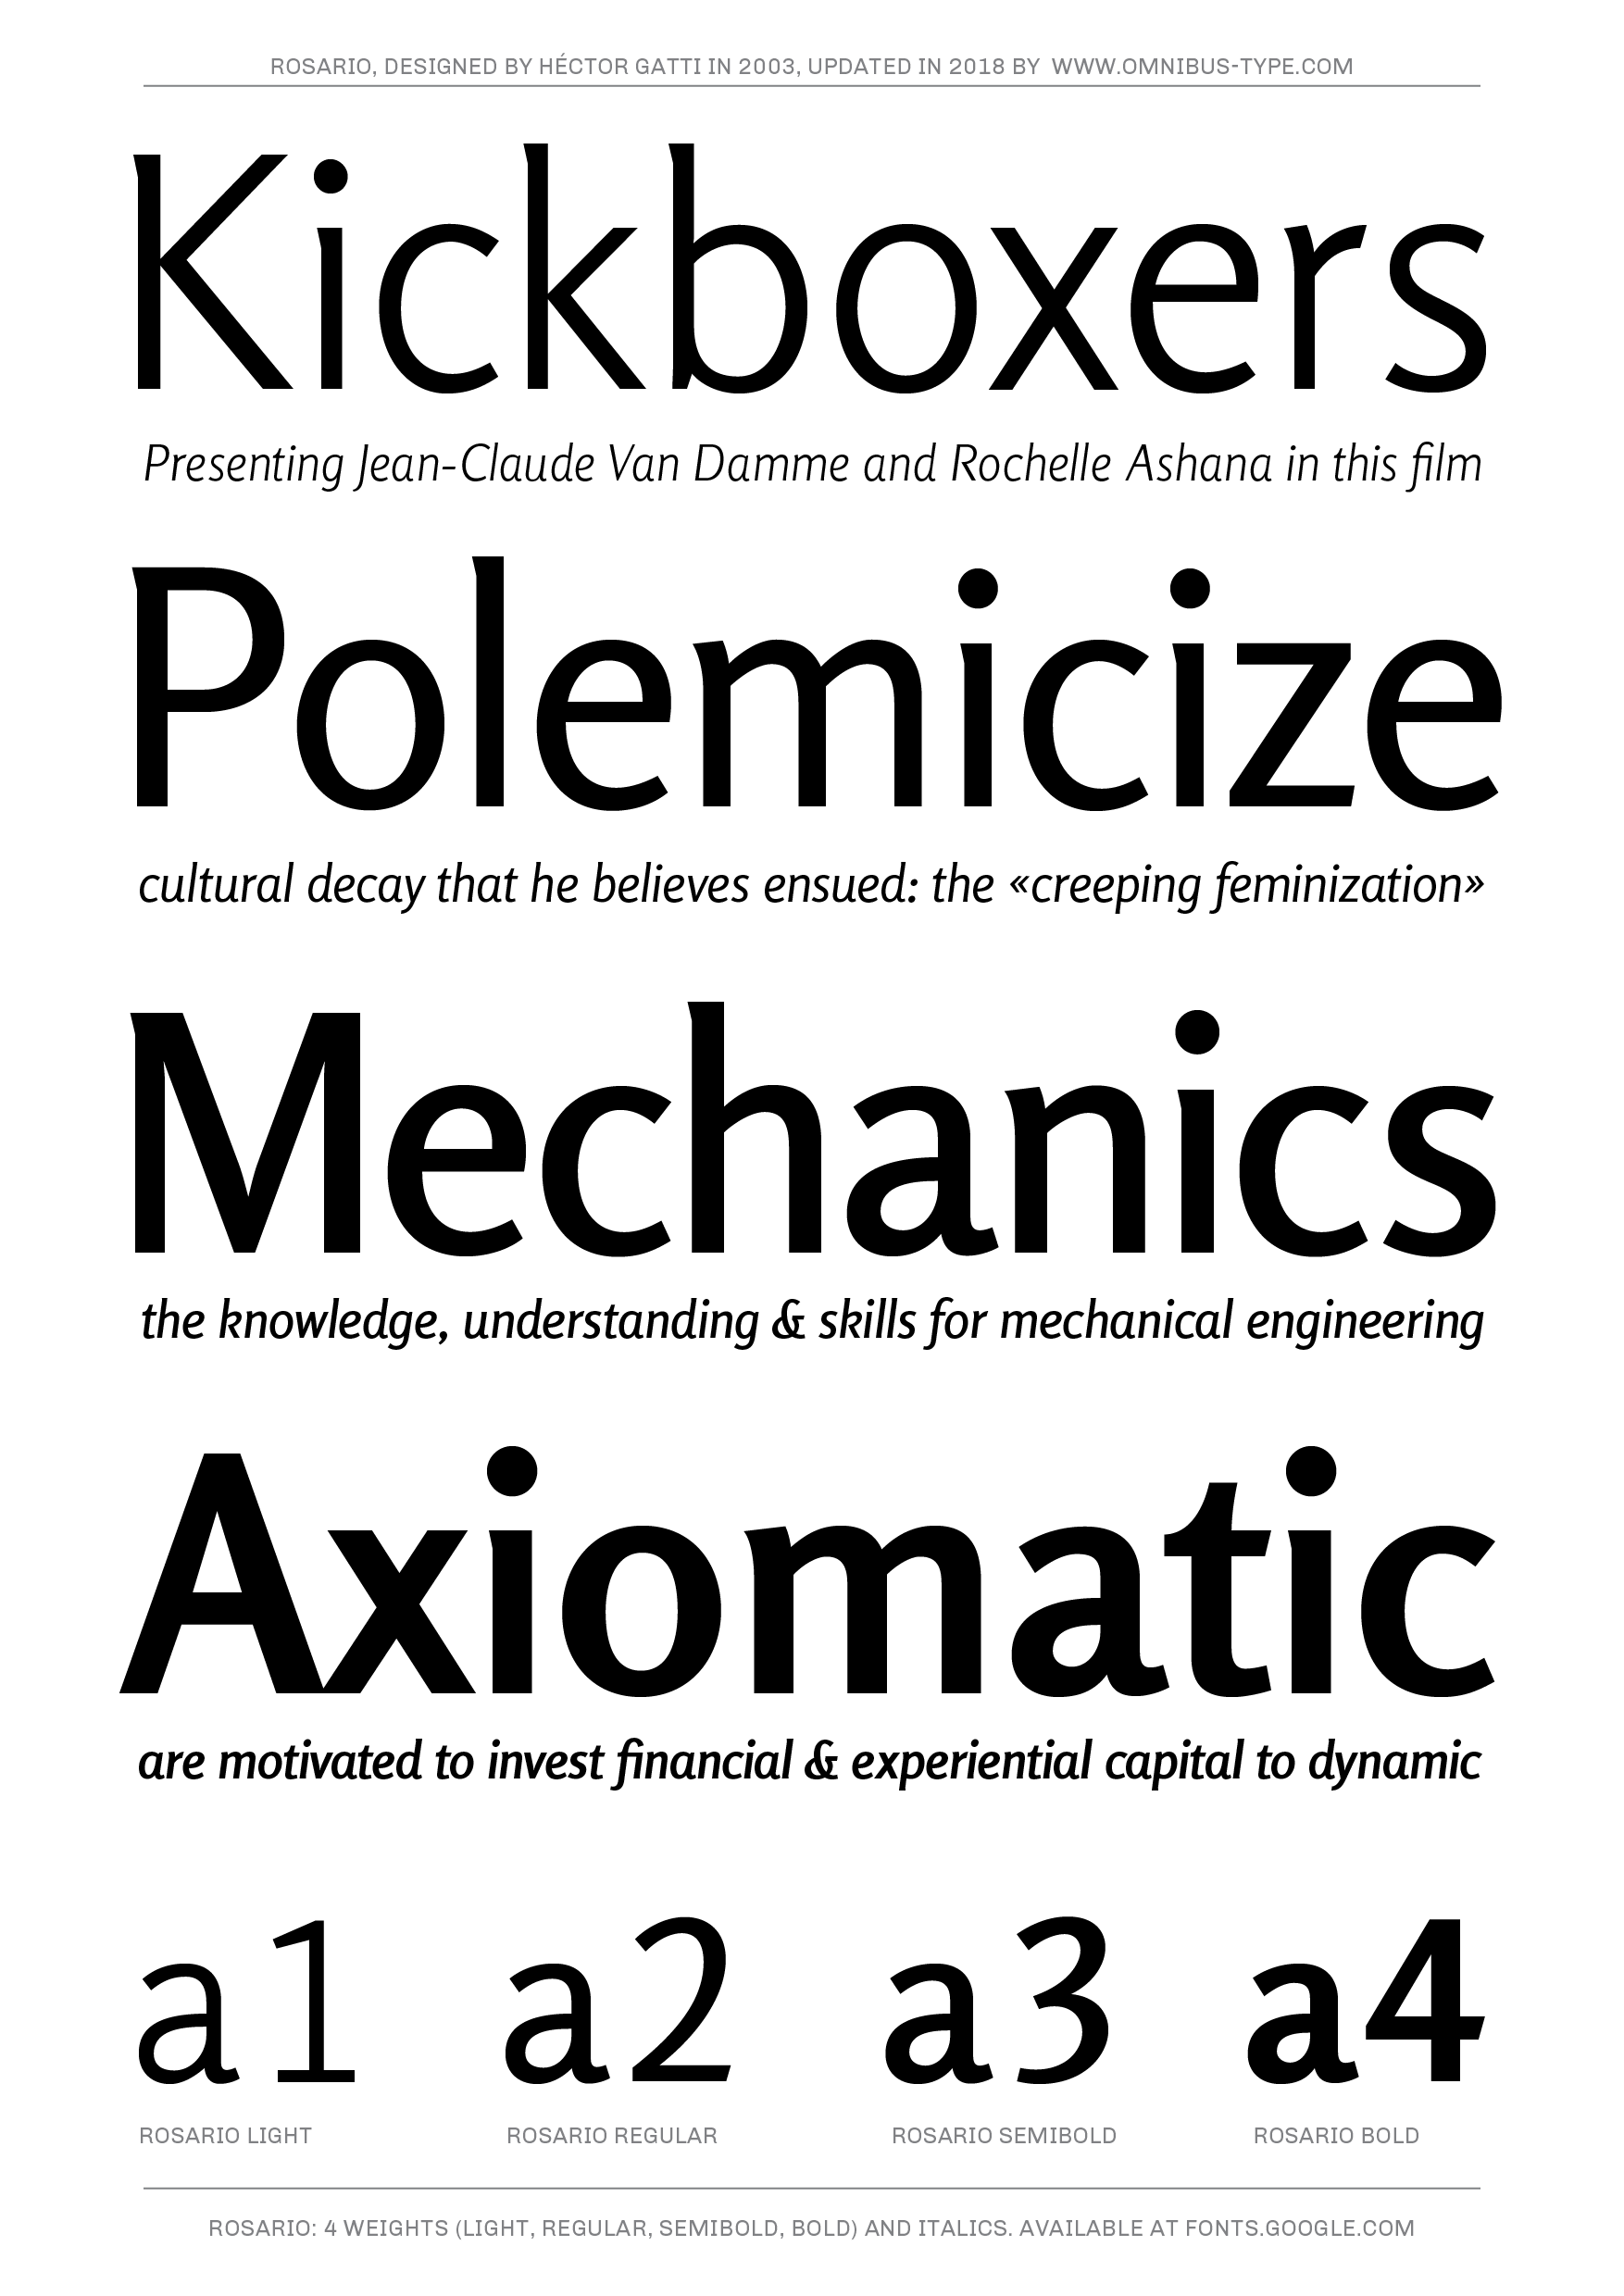 ROSARIO, DESIGNED BY HÉCTOR GATTI IN 2003, UPDATED IN 2018 BY  WWW.OMNIBUS-TYPE.COM
Kickboxers
Presenting Jean-Claude Van Damme and Rochelle Ashana in this film
Polemicize
cultural decay that he believes ensued: the «creeping feminization»
Mechanics
the knowledge, understanding & skills for mechanical engineering
Axiomatic
are motivated to invest financial & experiential capital to dynamic
a1 a2 a3 a4
ROSARIO LIGHT ROSARIO REGULAR ROSARIO SEMIBOLD ROSARIO BOLD
ROSARIO: 4 WEIGHTS (LIGHT, REGULAR, SEMIBOLD, BOLD) AND ITALICS. AVAILABLE AT FONTS.GOOGLE.COM